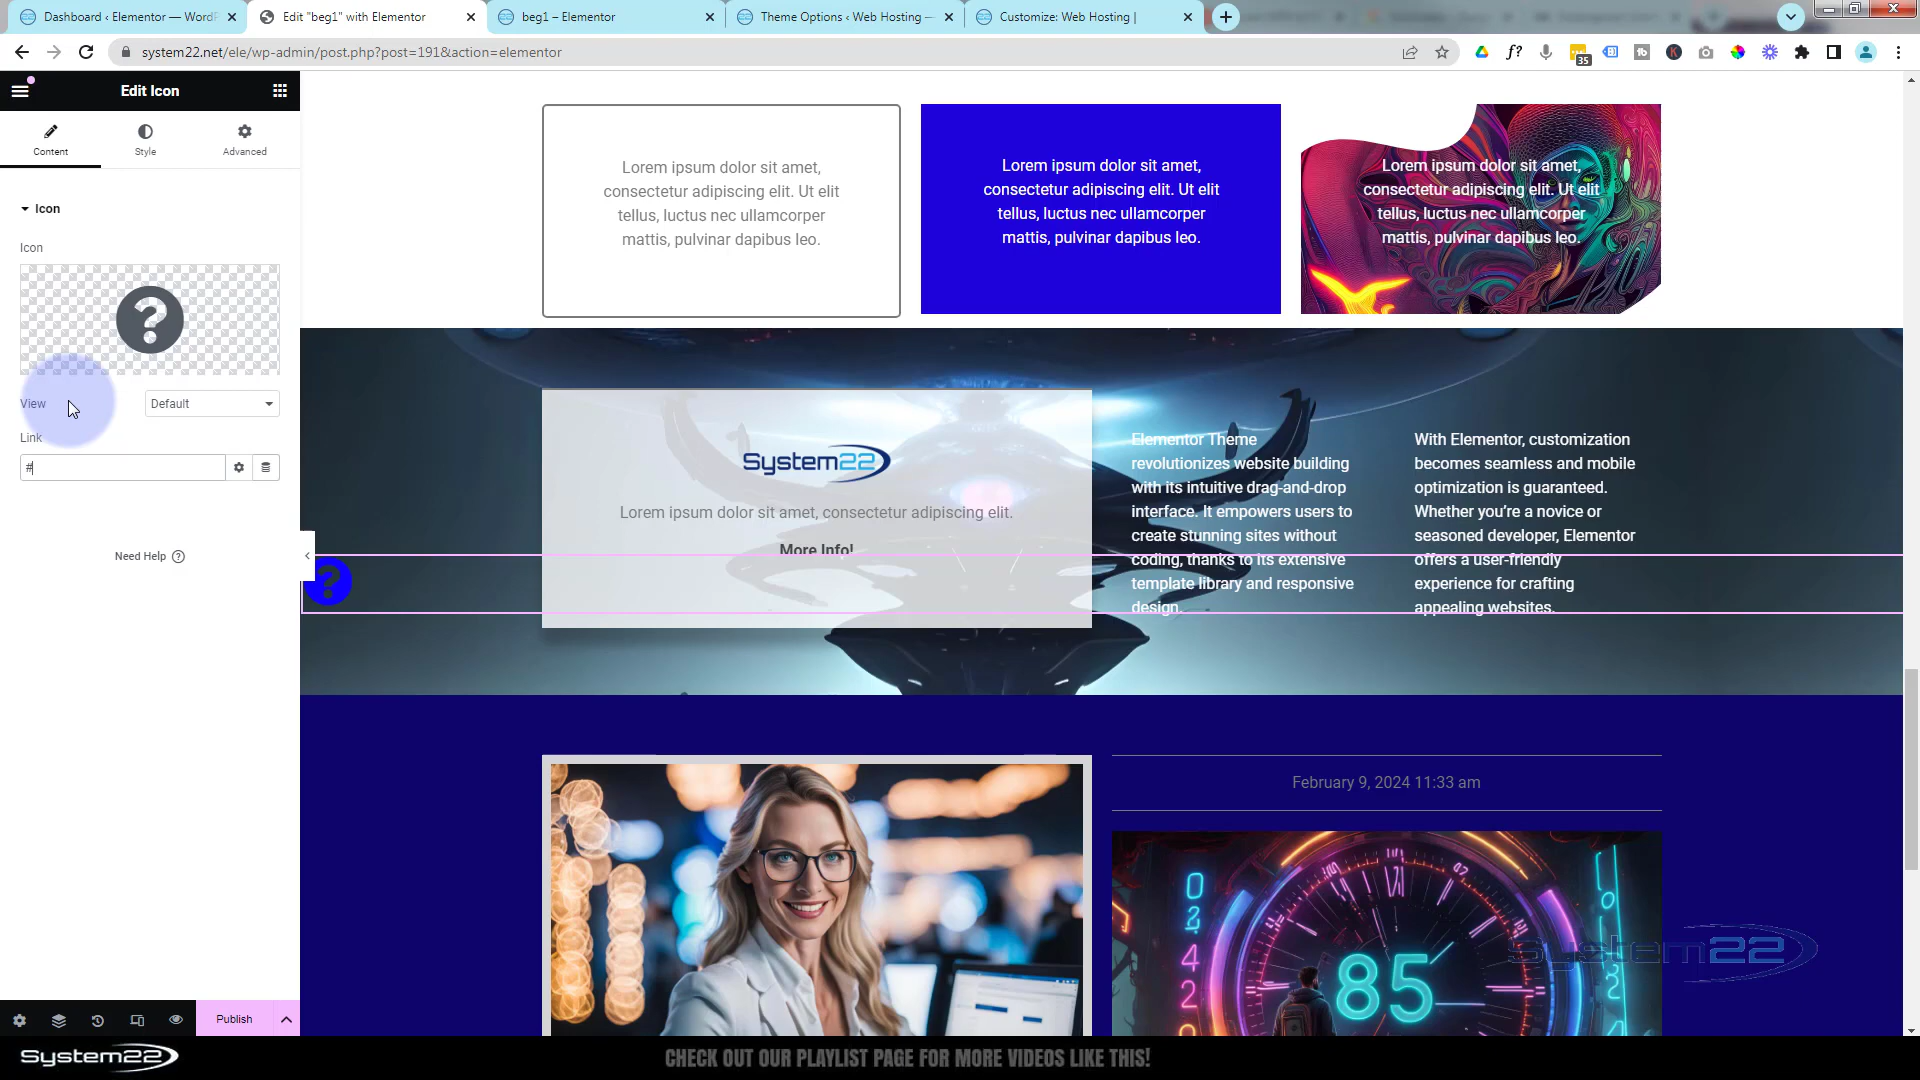 Dashboard ‹ Elementor — WordP
Edit "beg1" with Elementor
beg1 – Elementor
Theme Options ‹ Web Hosting —
Customize: Web Hosting |
system22.net/ele/wp-admin/post.php?post=191&action=elementor
35
Edit Icon
Content
Style
Advanced
Icon
Icon
View
Default
Link
#
Need Help
Publish
Lorem ipsum dolor sit amet,
consectetur adipiscing elit. Ut elit
tellus, luctus nec ullamcorper
mattis, pulvinar dapibus leo.
Lorem ipsum dolor sit amet,
consectetur adipiscing elit. Ut elit
tellus, luctus nec ullamcorper
mattis, pulvinar dapibus leo.
Lorem ipsum dolor sit amet,
consectetur adipiscing elit. Ut elit
tellus, luctus nec ullamcorper
mattis, pulvinar dapibus leo.
System22
Lorem ipsum dolor sit amet, consectetur adipiscing elit.
More Info!
Elementor Theme
revolutionizes website building
with its intuitive drag-and-drop
interface. It empowers users to
create stunning sites without
coding, thanks to its extensive
template library and responsive
design.
With Elementor, customization
becomes seamless and mobile
optimization is guaranteed.
Whether you're a novice or
seasoned developer, Elementor
offers a user-friendly
experience for crafting
appealing websites.
February 9, 2024 11:33 am
85
System22
System22
CHECK OUT OUR PLAYLIST PAGE FOR MORE VIDEOS LIKE THIS!